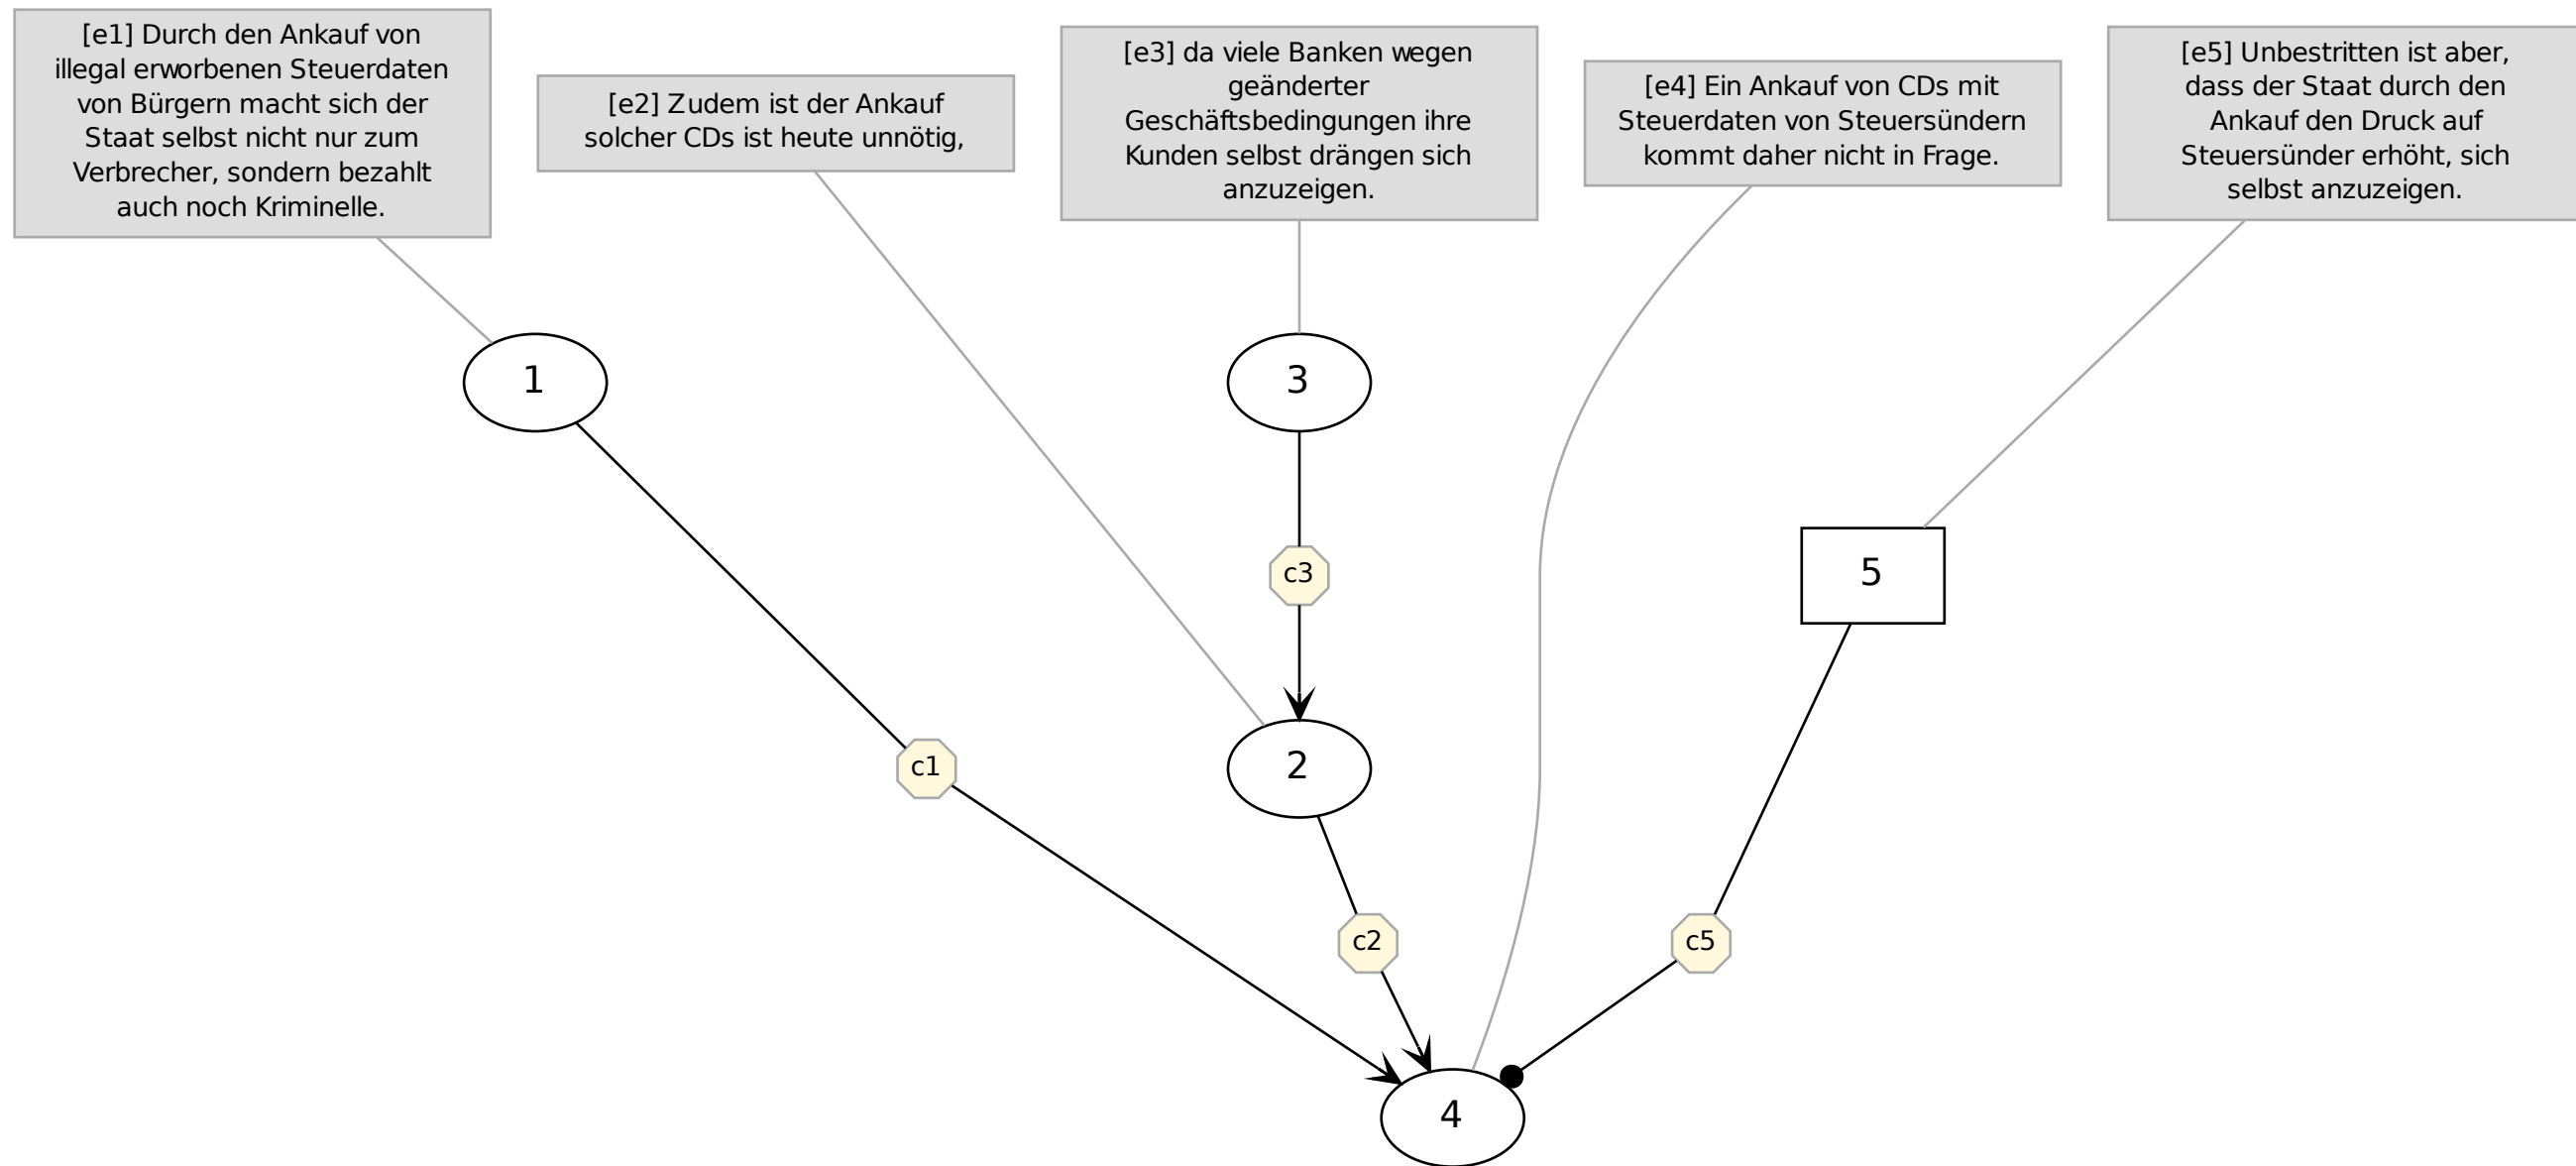 [e1] Durch den Ankauf von
illegal erworbenen Steuerdaten
von Bürgern macht sich der
Staat selbst nicht nur zum
Verbrecher, sondern bezahlt
auch noch Kriminelle.
[e2] Zudem ist der Ankauf
solcher CDs ist heute unnötig,
[e3] da viele Banken wegen
geänderter
Geschäftsbedingungen ihre
Kunden selbst drängen sich
anzuzeigen.
[e4] Ein Ankauf von CDs mit
Steuerdaten von Steuersündern
kommt daher nicht in Frage.
[e5] Unbestritten ist aber,
dass der Staat durch den
Ankauf den Druck auf
Steuersünder erhöht, sich
selbst anzuzeigen.
1
3
c3
5
c1
2
c2
c5
4